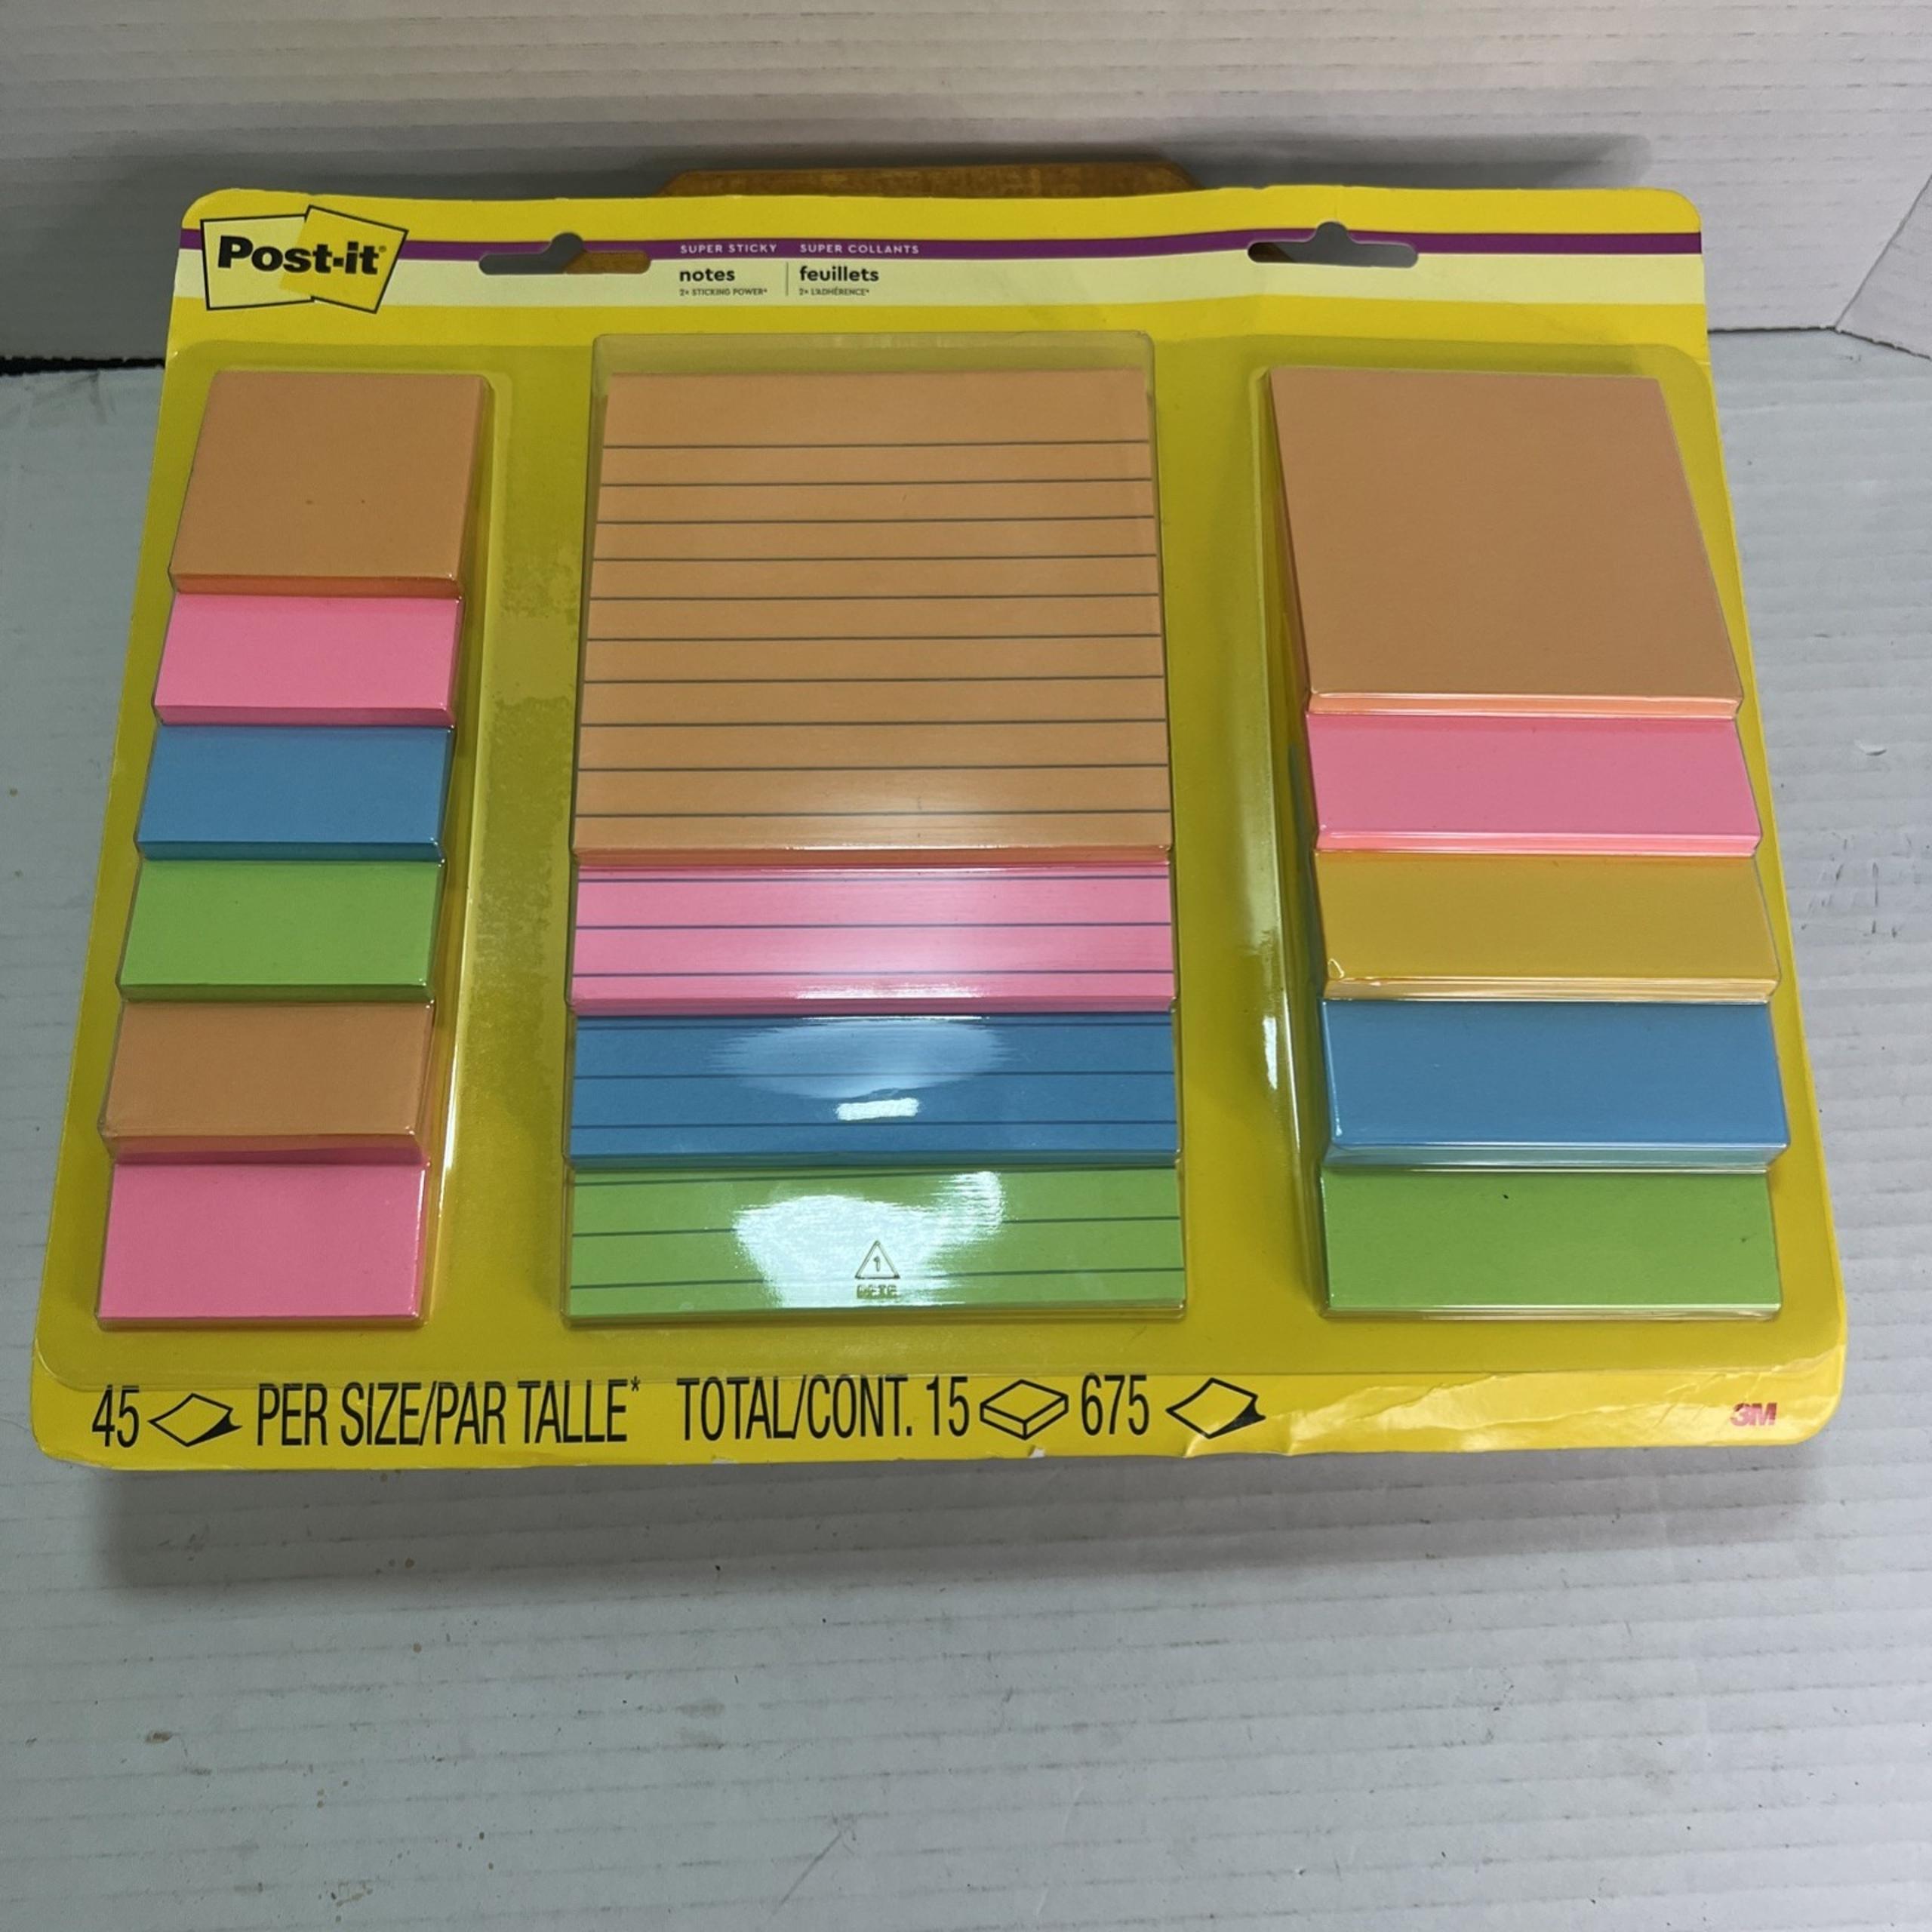 Post-it®
SUPER STICKY SUPER COLLANTS
notes feuillets
2x STICKING POWER* 2x L'ADHÉRENCE*
1
45 PER SIZE/PAR TALLE* TOTAL/CONT. 15 675
3M